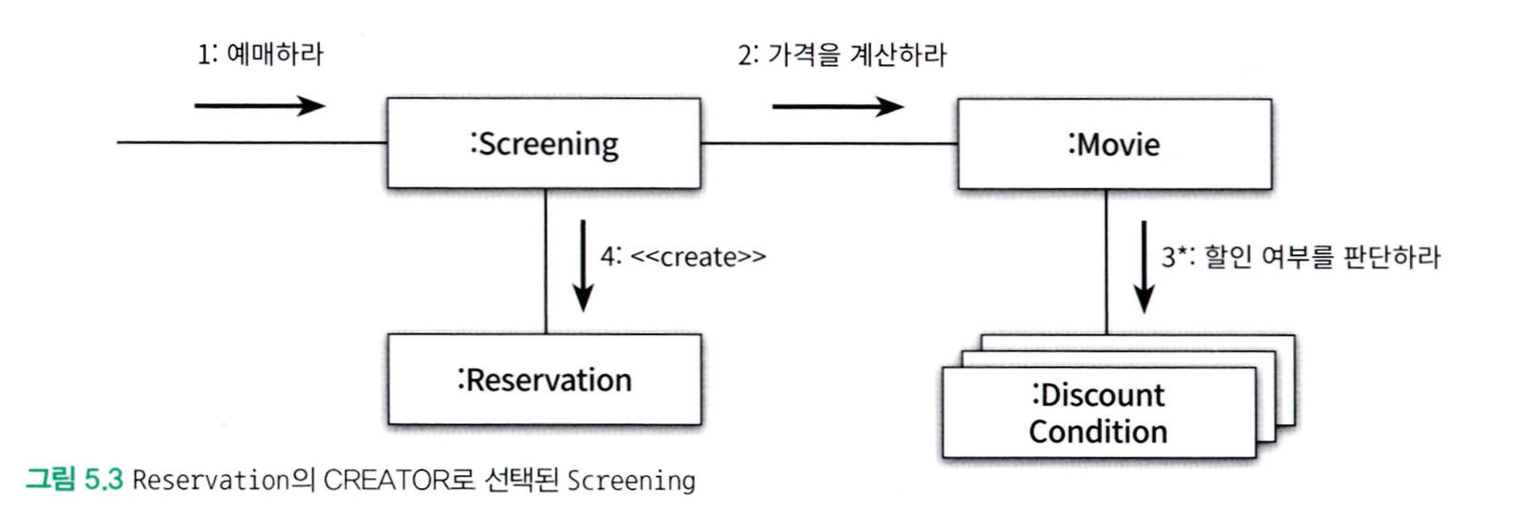 1: 예매하라
2: 가격을 계산하라
:Screening
:Movie
4: <<create>>
3*: 할인 여부를 판단하라
:Reservation
:Discount
Condition
그림 5.3 Reservation의 CREATOR로 선택된 Screening